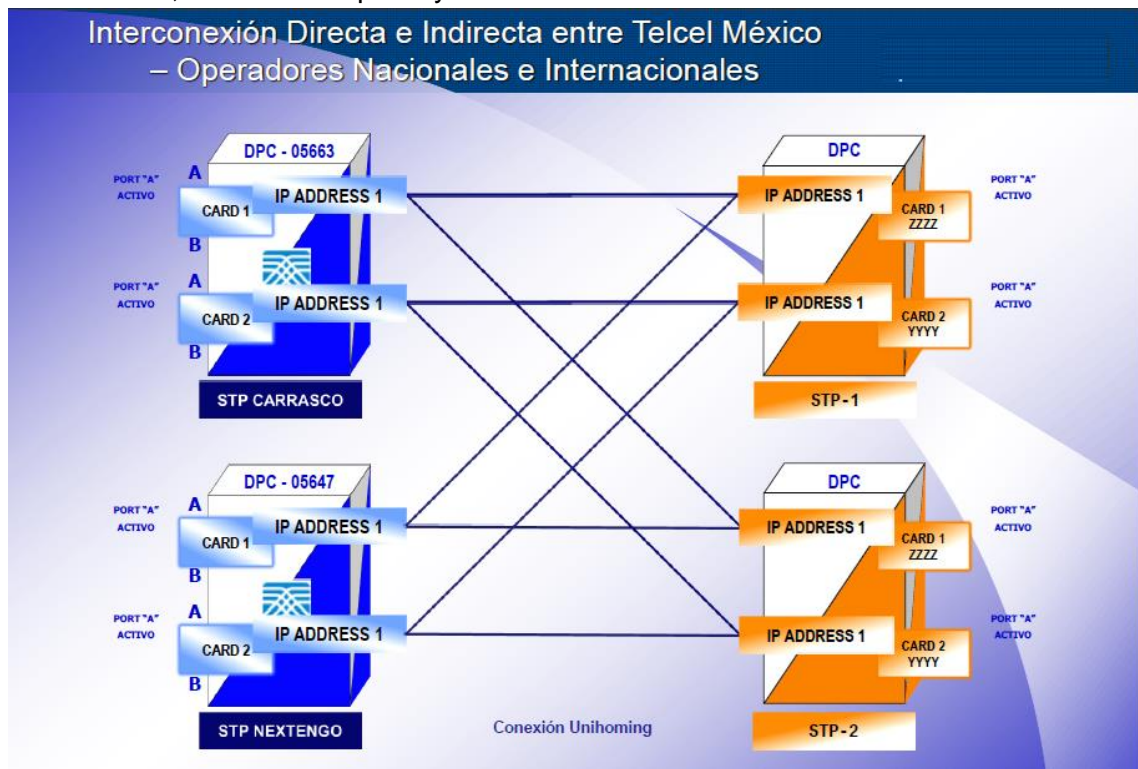 Interconexión Directa e Indirecta entre Telcel México
– Operadores Nacionales e Internacionales
DPC - 05663
PORT "A"
ACTIVO
A
CARD 1
B
IP ADDRESS 1
PORT "A"
ACTIVO
A
CARD 2
B
IP ADDRESS 1
STP CARRASCO
DPC
IP ADDRESS 1
CARD 1
ZZZZ
PORT "A"
ACTIVO
IP ADDRESS 1
CARD 2
YYYY
PORT "A"
ACTIVO
STP-1
DPC - 05647
PORT "A"
ACTIVO
A
CARD 1
B
IP ADDRESS 1
PORT "A"
ACTIVO
A
CARD 2
B
IP ADDRESS 1
STP NEXTENGO
Conexión Unihoming
DPC
IP ADDRESS 1
CARD 1
ZZZZ
PORT "A"
ACTIVO
IP ADDRESS 1
CARD 2
YYYY
PORT "A"
ACTIVO
STP-2